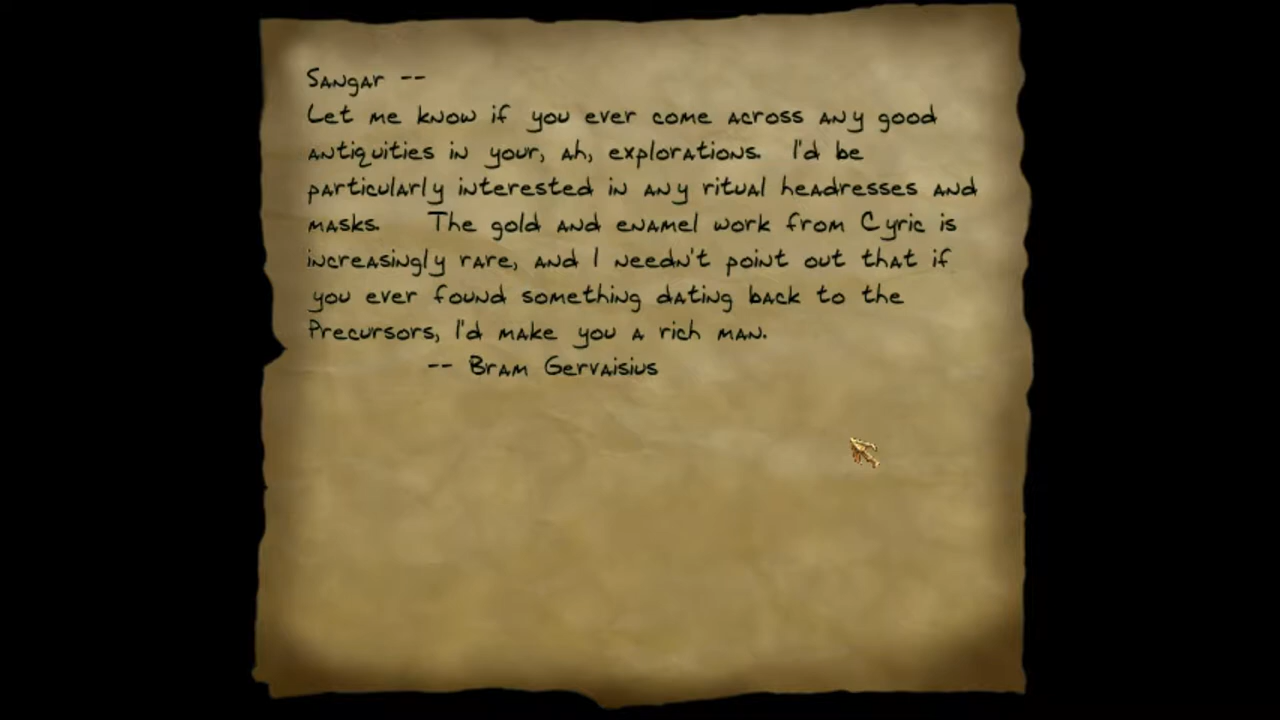 Sangar --
Let me know if you ever come across any good
antiquities in your, ah, explorations.  I'd be
particularly interested in any ritual headresses and
masks.   The gold and enamel work from Cyric is
increasingly rare, and I needn't point out that if
you ever found something dating back to the
Precursors, I'd make you a rich man.
-- Bram Gervaisius